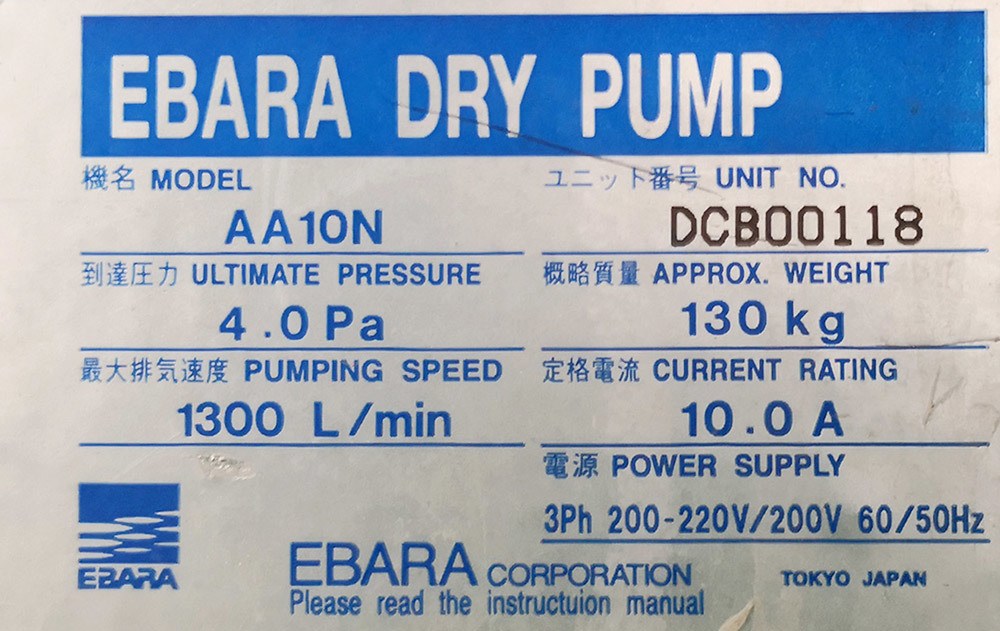 EBARA DRY PUMP
機名 MODEL
AA10N
ユニット番号 UNIT NO.
DCB00118
到達圧力 ULTIMATE PRESSURE
4.0 Pa
概略質量 APPROX. WEIGHT
130 kg
最大排気速度 PUMPING SPEED
1300 L/min
定格電流 CURRENT RATING
10.0 A
電源 POWER SUPPLY
3Ph 200-220V/200V 60/50Hz
EBARA
EBARA CORPORATION
TOKYO JAPAN
Please read the instructuion manual